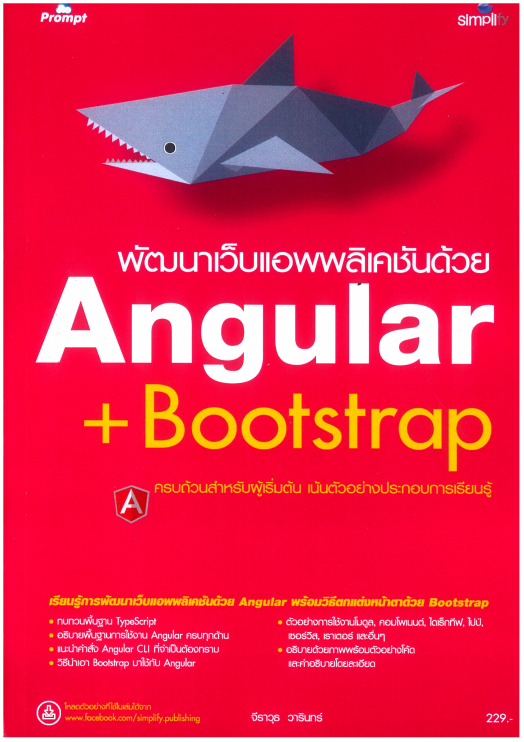 Prompt
simplify
พัฒนาเว็บแอพพลิเคชันด้วย
Angular
+Bootstrap
A
ครบถ้วนสำหรับผู้เริ่มต้น เน้นตัวอย่างประกอบการเรียนรู้
เรียนรู้การพัฒนาเว็บแอพพลิเคชันด้วย Angular พร้อมวิธีตกแต่งหน้าตาด้วย Bootstrap
• ทบทวนพื้นฐาน TypeScript
• อธิบายพื้นฐานการใช้งาน Angular ครบทุกด้าน
• แนะนำคำสั่ง Angular CLI ที่จำเป็นต้องทราบ
• วิธีนำเอา Bootstrap มาใช้กับ Angular
• ตัวอย่างการใช้งานโมดูล, คอมโพเนนต์, ไดเร็กทีฟ, ไปป์,
เซอร์วิส, เราเตอร์ และอื่นๆ
• อธิบายด้วยภาพพร้อมตัวอย่างโค้ด
และคำอธิบายโดยละเอียด
โหลดตัวอย่างที่ใช้ในเล่มได้จาก
www.facebook.com/simplify.publishing
จีราวุธ วารินทร์
229.-